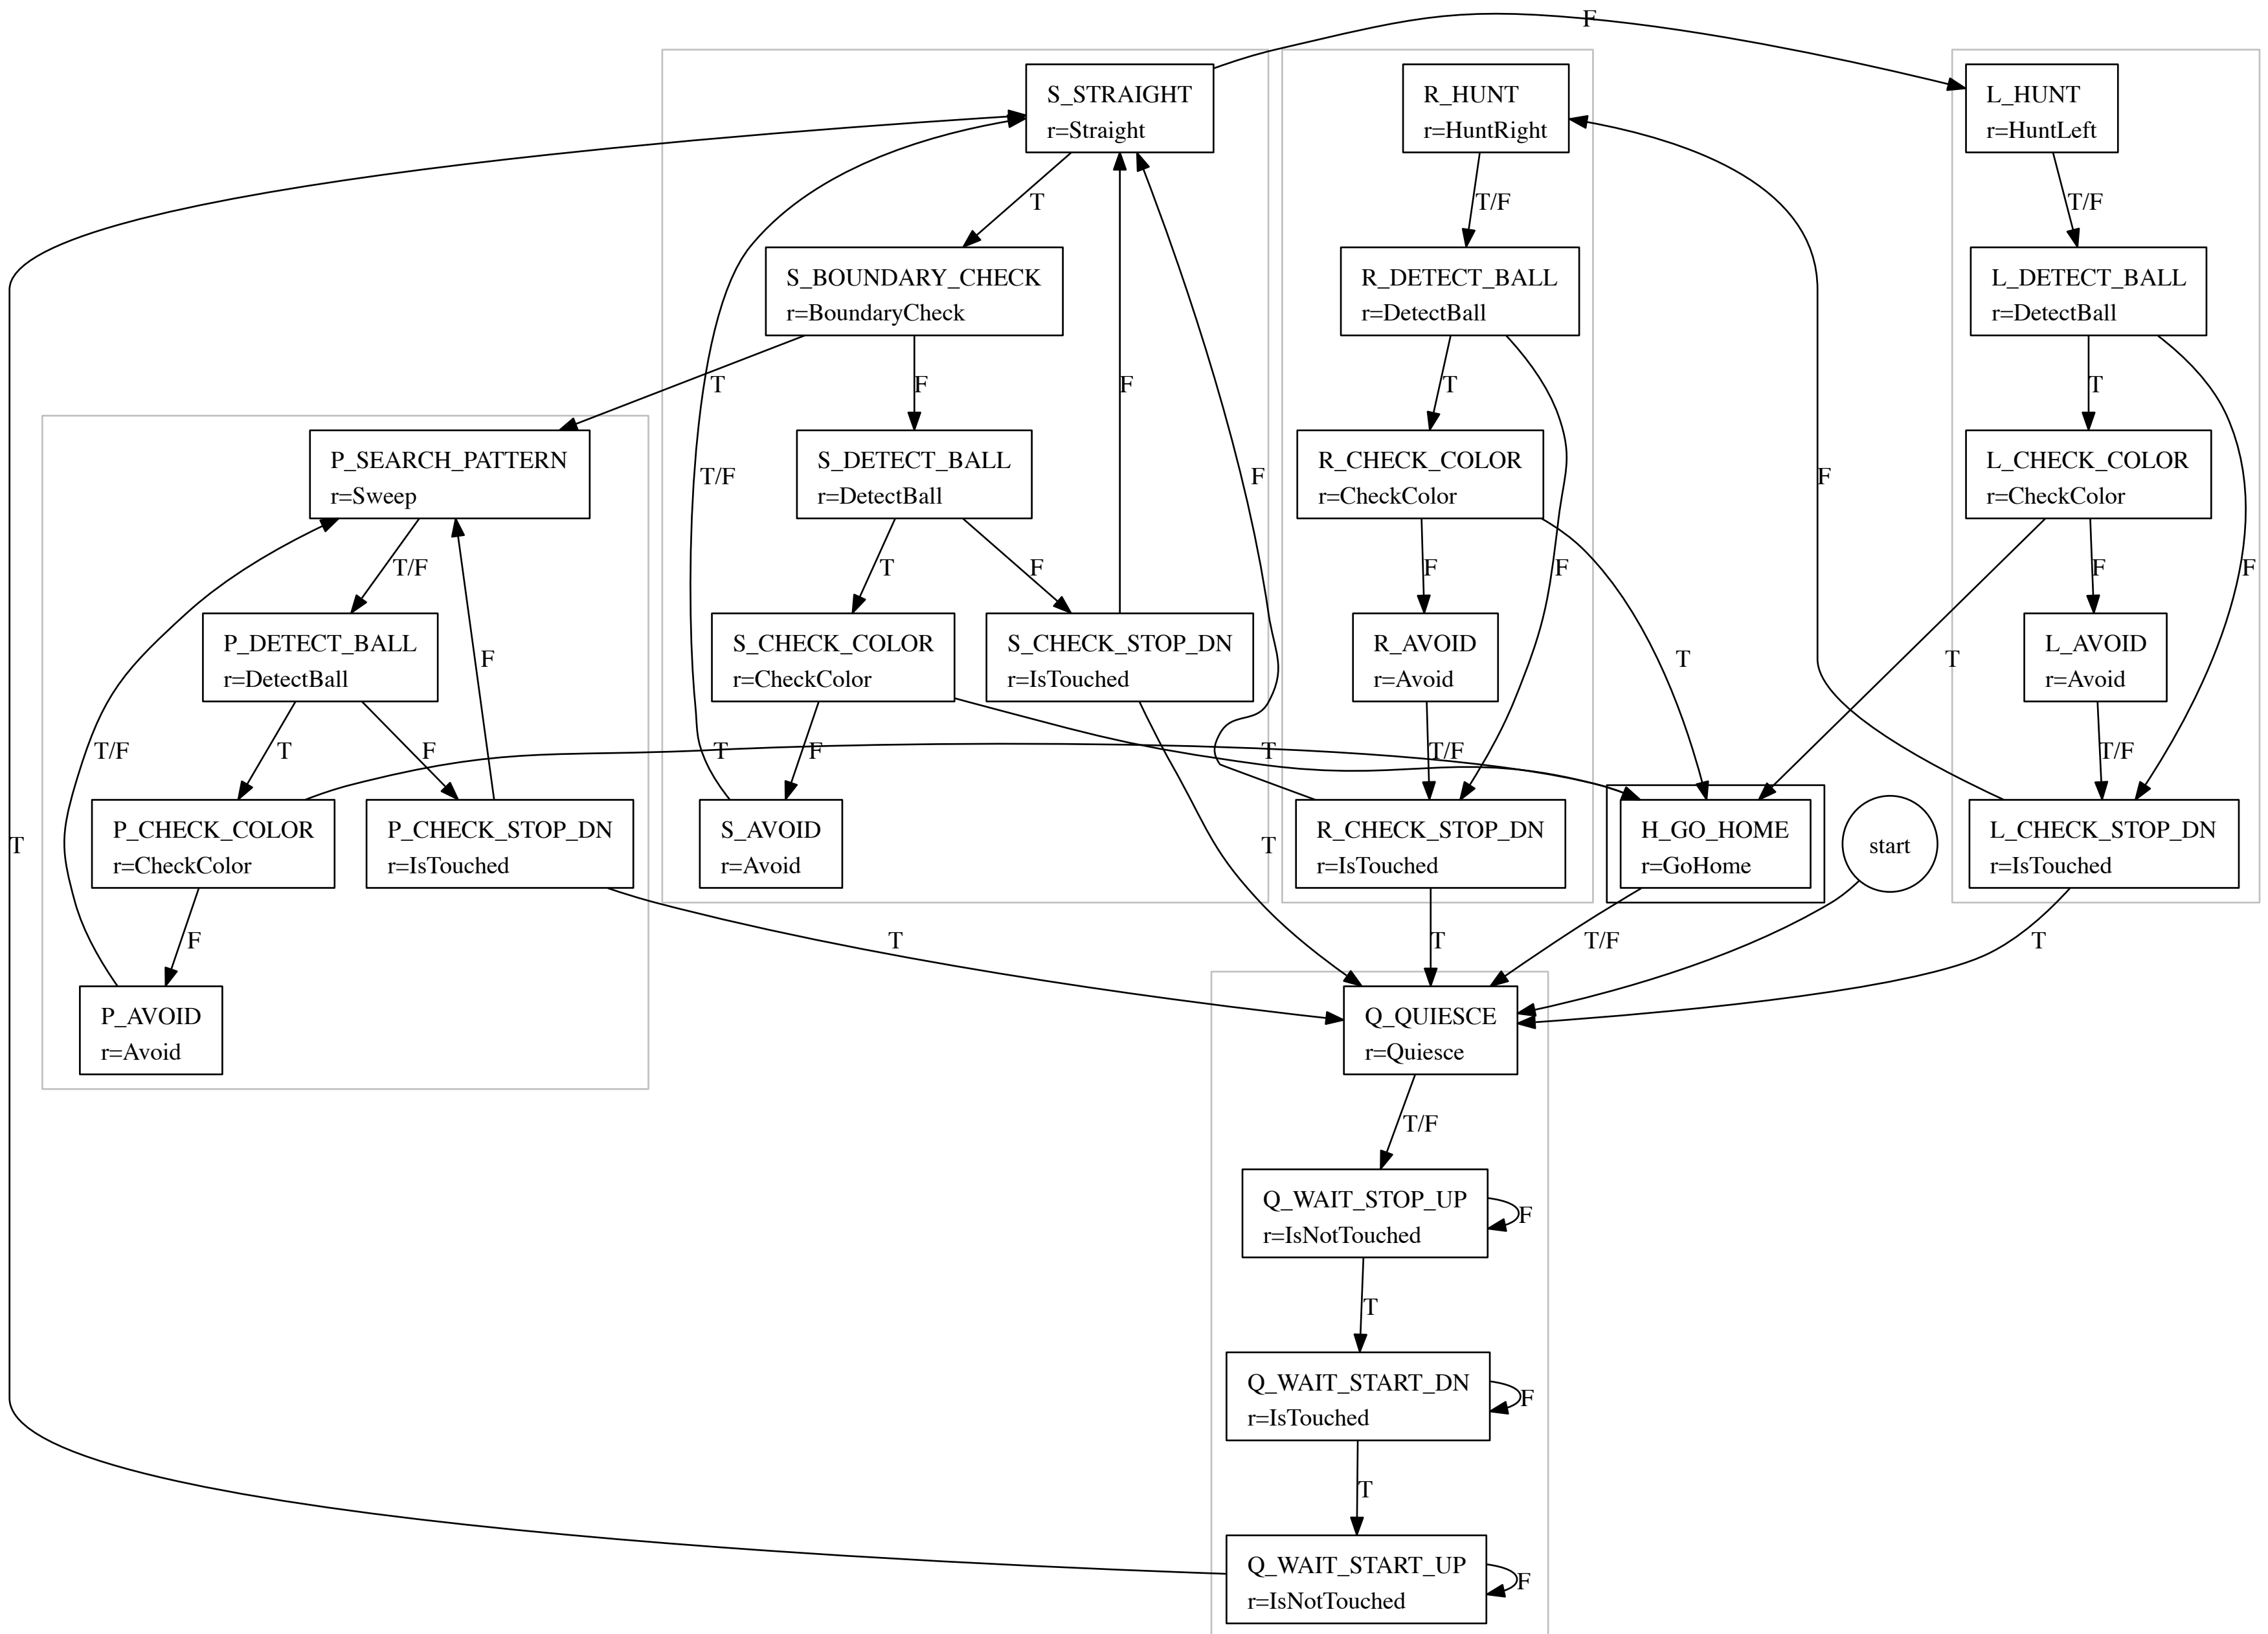 F
S_STRAIGHT
r=Straight
R_HUNT
r=HuntRight
L_HUNT
r=HuntLeft
T
T/F
T/F
S_BOUNDARY_CHECK
r=BoundaryCheck
R_DETECT_BALL
r=DetectBall
L_DETECT_BALL
r=DetectBall
T
F
F
T
T
P_SEARCH_PATTERN
r=Sweep
T/F
S_DETECT_BALL
r=DetectBall
F
R_CHECK_COLOR
r=CheckColor
F
L_CHECK_COLOR
r=CheckColor
T/F
T
F
F
F
F
F
P_DETECT_BALL
r=DetectBall
F
S_CHECK_COLOR
r=CheckColor
S_CHECK_STOP_DN
r=IsTouched
R_AVOID
r=Avoid
T
T
L_AVOID
r=Avoid
T/F
T
F
T
F
T
T/F
T/F
T
P_CHECK_COLOR
r=CheckColor
P_CHECK_STOP_DN
r=IsTouched
S_AVOID
r=Avoid
T
R_CHECK_STOP_DN
r=IsTouched
H_GO_HOME
r=GoHome
start
L_CHECK_STOP_DN
r=IsTouched
F
T
T
T/F
T
P_AVOID
r=Avoid
Q_QUIESCE
r=Quiesce
T/F
Q_WAIT_STOP_UP
r=IsNotTouched
F
T
Q_WAIT_START_DN
r=IsTouched
F
T
Q_WAIT_START_UP
r=IsNotTouched
F